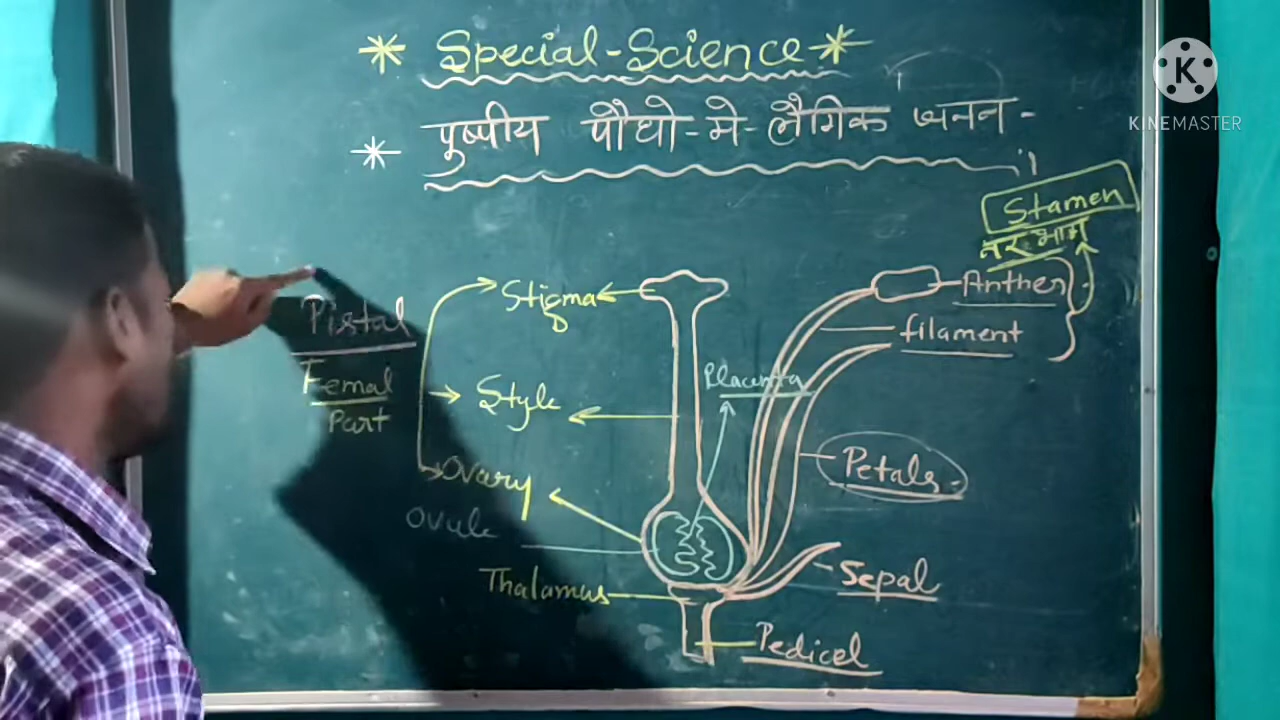 * Special-Science *
* पुष्पीय पौधो-मे-लैगिक जनन-
Stamen
नर भाग
Stigma
Anther
Pistal
filament
Femal
Part
Placenta
Style
Petals
Ovary
Ovule
Thalamus
Sepal
Pedicel
K
KINEMASTER